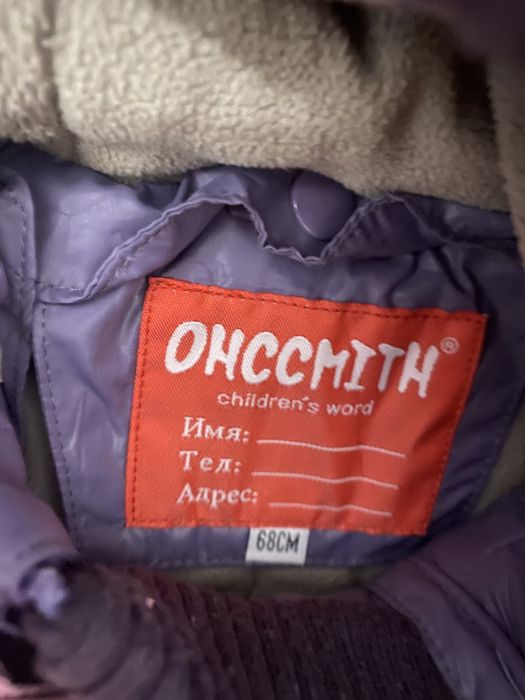 OHCCMITH®
children's word
Имя:
Тел:
Адрес:
68CM